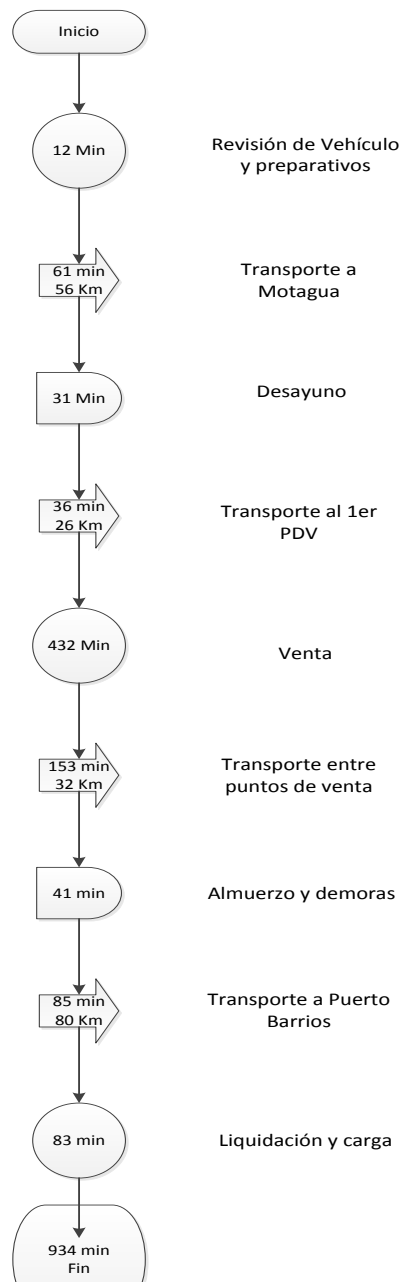 Inicio
12 Min
Revisión de Vehículo
y preparativos
61 min
56 Km
Transporte a
Motagua
31 Min
Desayuno
36 min
26 Km
Transporte al 1er
PDV
432 Min
Venta
153 min
32 Km
Transporte entre
puntos de venta
41 min
Almuerzo y demoras
85 min
80 Km
Transporte a Puerto
Barrios
83 min
Liquidación y carga
934 min
Fin